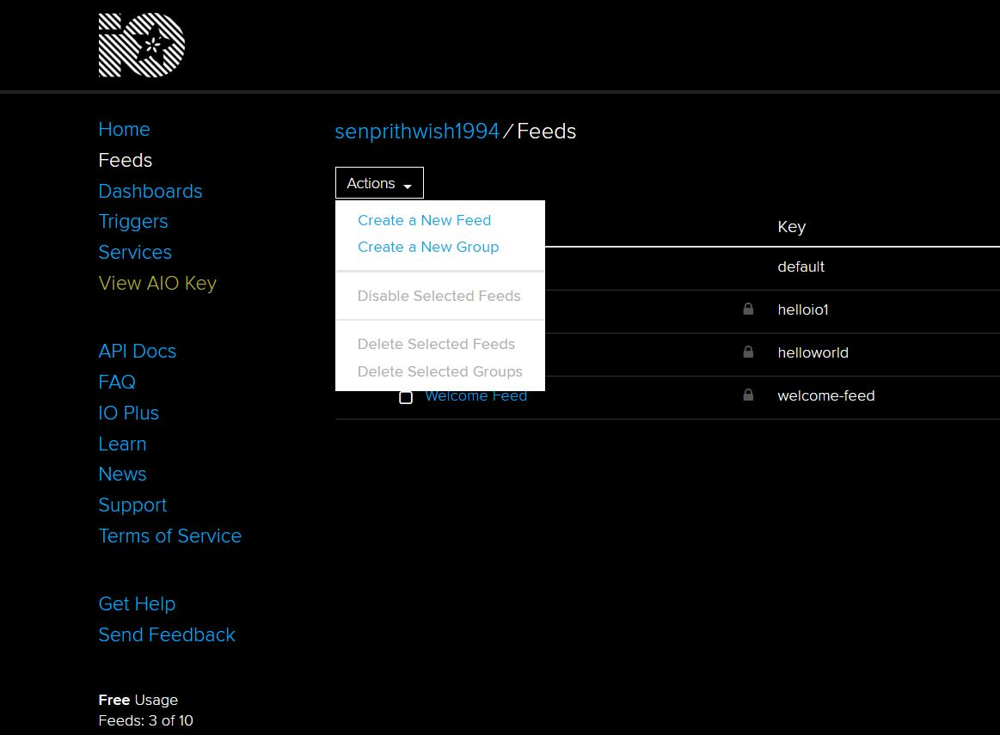 iO
Home
Feeds
Dashboards
Triggers
Services
View AIO Key
API Docs
FAQ
IO Plus
Learn
News
Support
Terms of Service
Get Help
Send Feedback
Free Usage
Feeds: 3 of 10
senprithwish1994 / Feeds
Actions
Create a New Feed
Create a New Group
Disable Selected Feeds
Delete Selected Feeds
Delete Selected Groups
Key
default
helloio1
helloworld
Welcome Feed welcome-feed